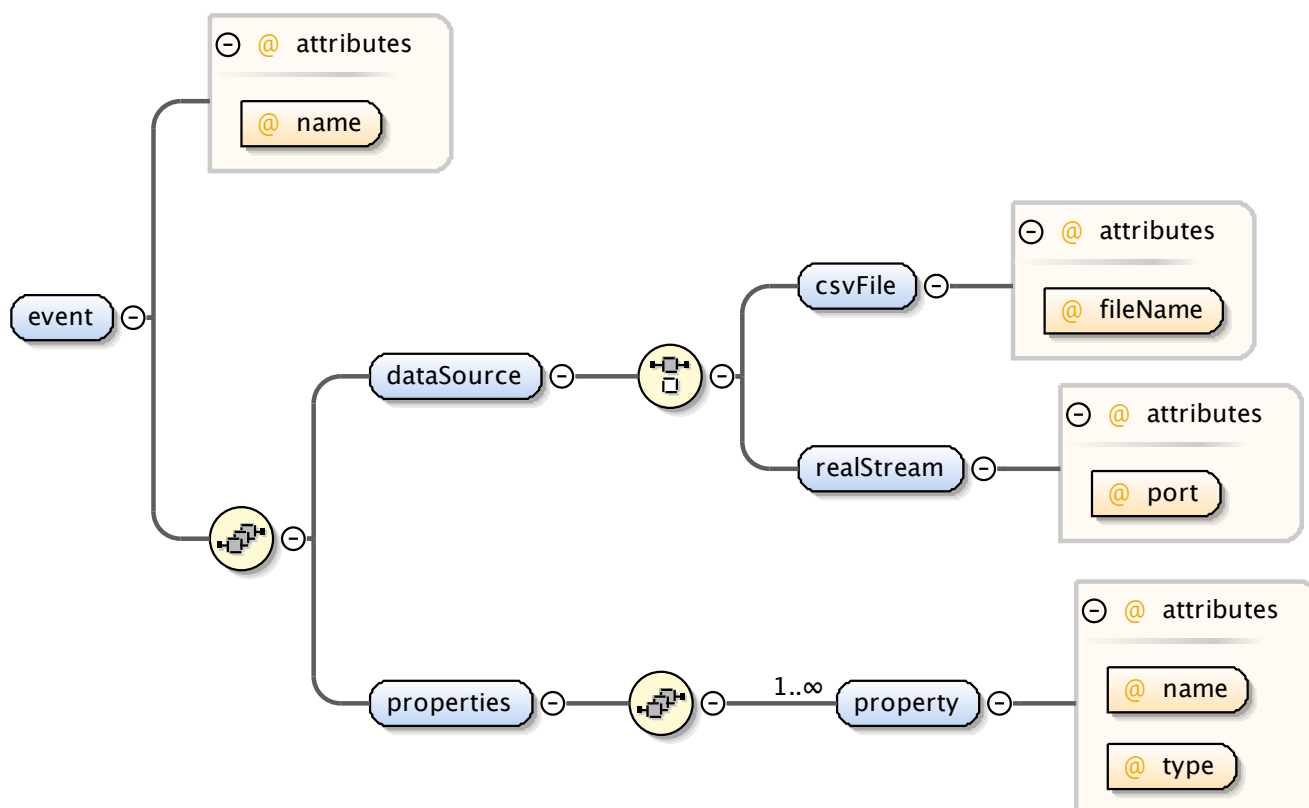 @ attributes
@ name
@ attributes
csvFile
@ fileName
event
dataSource
@ attributes
realStream
@ port
@ attributes
1..∞
properties
property
@ name
@ type